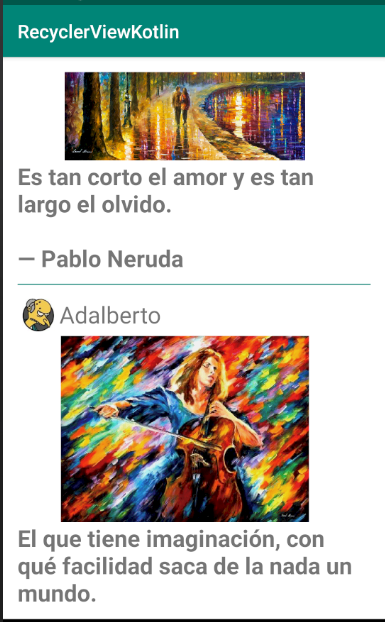 RecyclerViewKotlin
Es tan corto el amor y es tan
largo el olvido.
— Pablo Neruda
Adalberto
El que tiene imaginación, con
qué facilidad saca de la nada un
mundo.